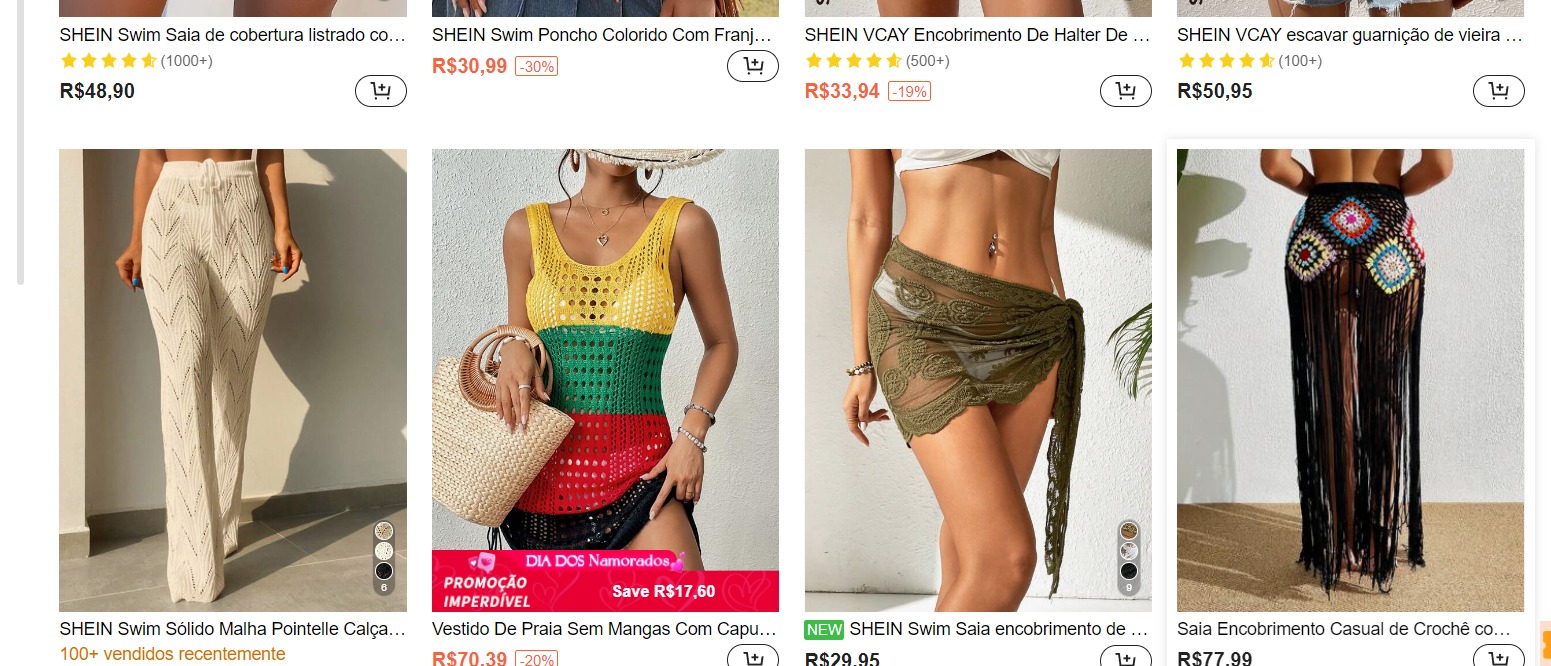 SHEIN Swim Saia de cobertura listrado co...
SHEIN Swim Poncho Colorido Com Franj...
SHEIN VCAY Encobrimento De Halter De ...
SHEIN VCAY escavar guarnição de vieira ...
(1000+)
R$30,99 -30%
(500+)
(100+)
R$48,90
R$33,94 -19%
R$50,95
DIA DOS Namorados
PROMOÇÃO
IMPERDÍVEL
Save R$17,60
6
9
SHEIN Swim Sólido Malha Pointelle Calça...
Vestido De Praia Sem Mangas Com Capu...
NEW SHEIN Swim Saia encobrimento de ...
Saia Encobrimento Casual de Crochê co...
100+ vendidos recentemente
R$70,39 -20%
R$29,95
R$77,99